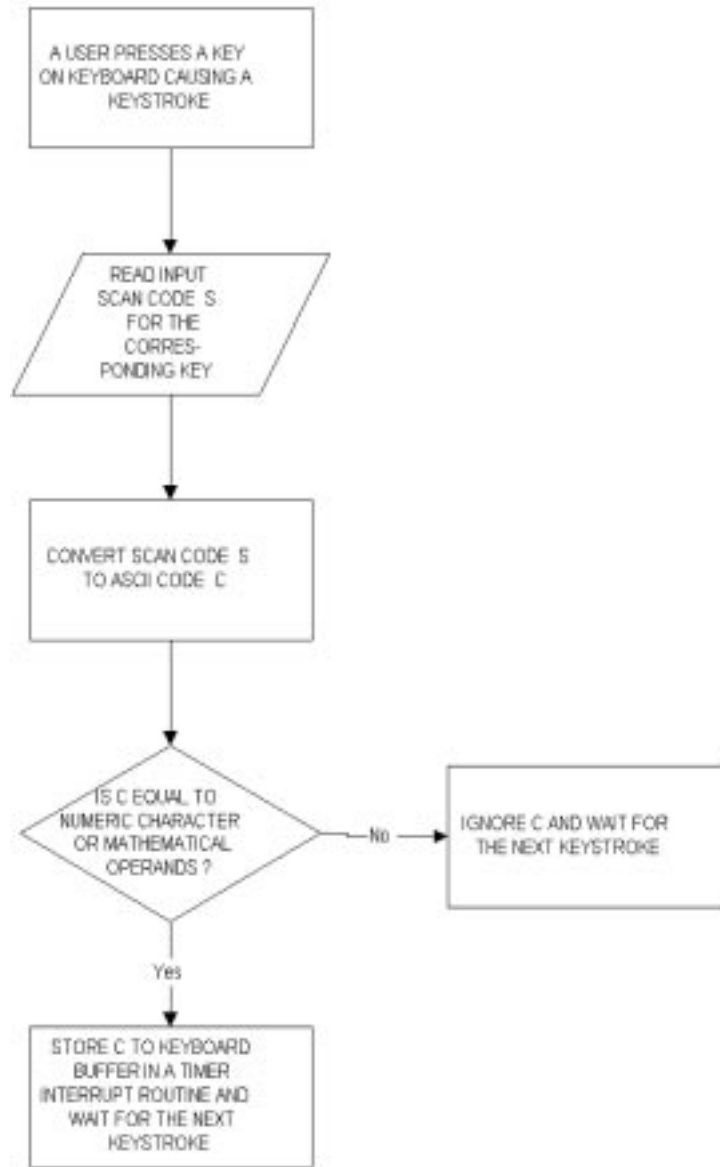 A USER PRESSES A KEY
ON KEYBOARD CAUSING A
KEYSTROKE
READ INPUT
SCAN CODE S
FOR THE
CORRES-
PONDING KEY
CONVERT SCAN CODE S
TO ASCII CODE C
IS C EQUAL TO
NUMERIC CHARACTER
OR MATHEMATICAL
OPERANDS ?
No
IGNORE C AND WAIT FOR
THE NEXT KEYSTROKE
Yes
STORE C TO KEYBOARD
BUFFER IN A TIMER
INTERRUPT ROUTINE AND
WAIT FOR THE NEXT
KEYSTROKE